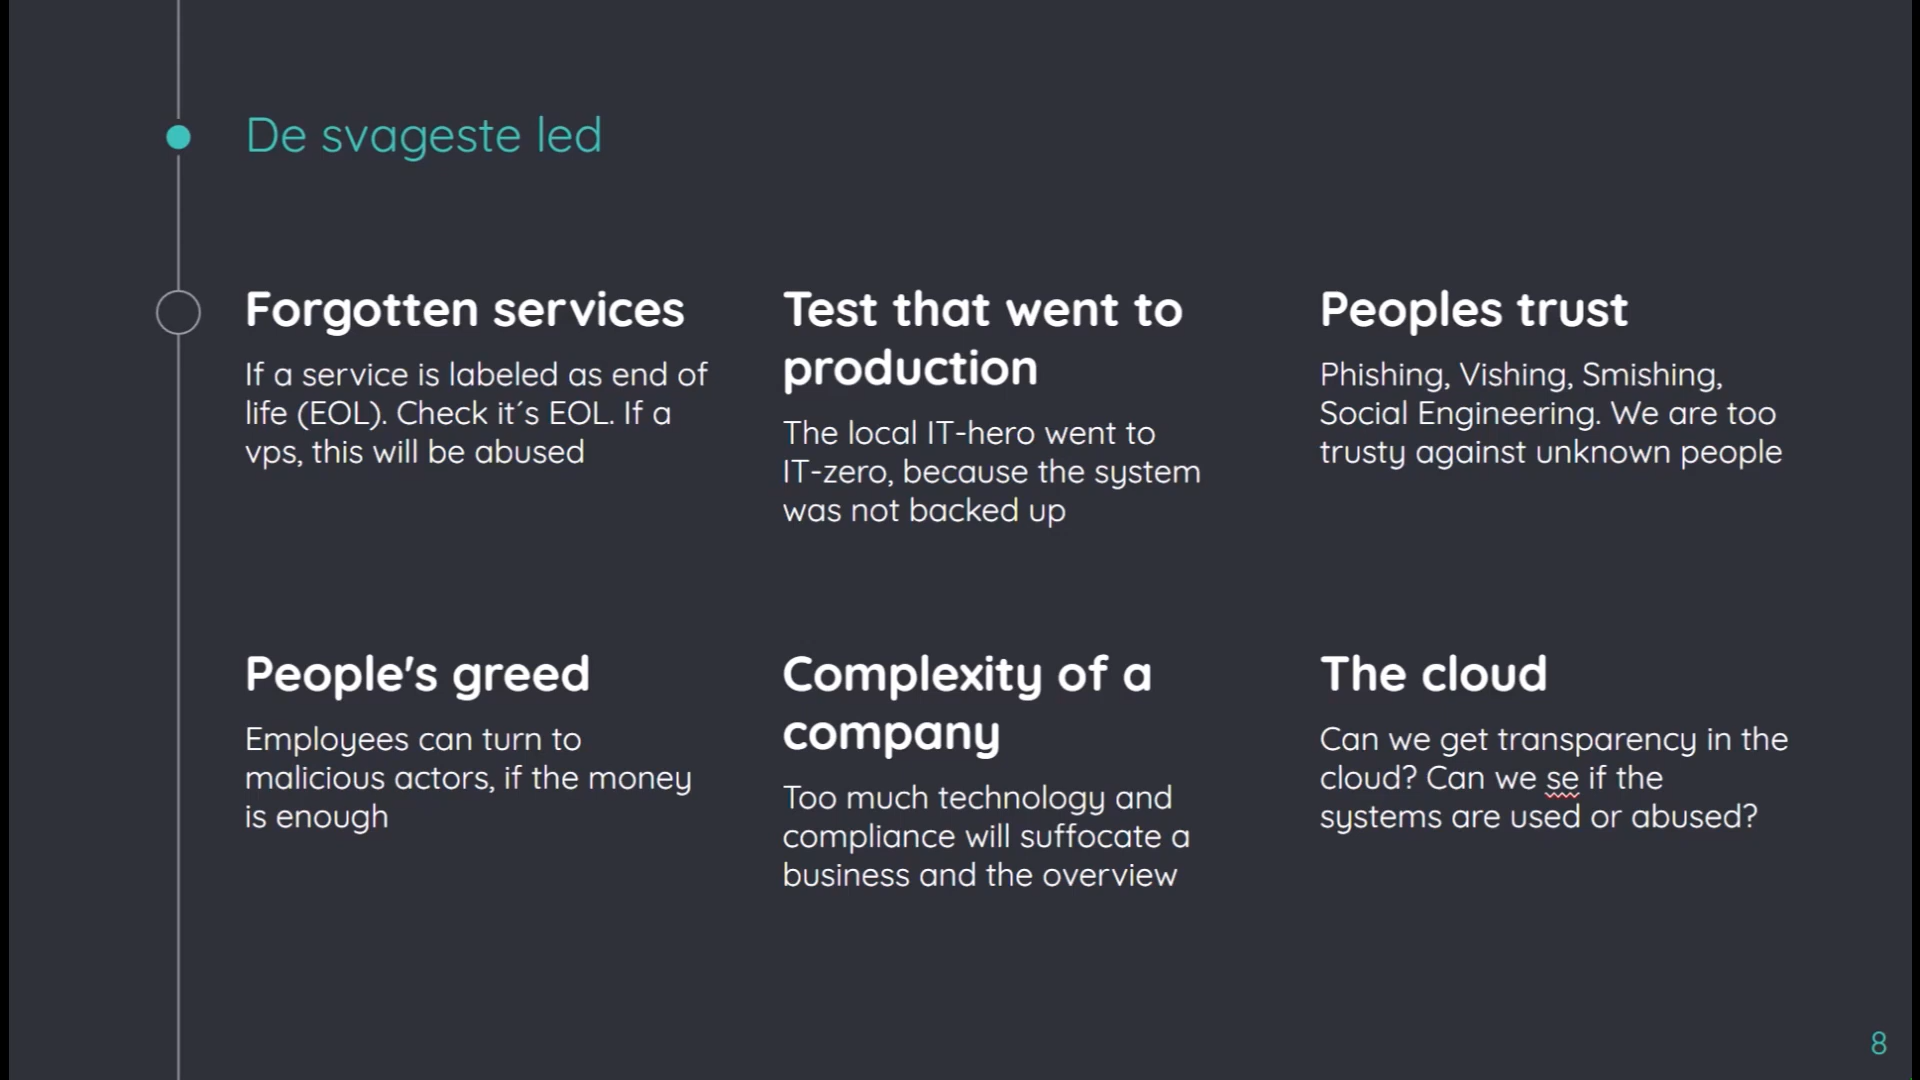 De svageste led
Forgotten services
If a service is labeled as end of
life (EOL). Check it´s EOL. If a
vps, this will be abused
Test that went to
production
The local IT-hero went to
IT-zero, because the system
was not backed up
Peoples trust
Phishing, Vishing, Smishing,
Social Engineering. We are too
trusty against unknown people
People's greed
Employees can turn to
malicious actors, if the money
is enough
Complexity of a
company
Too much technology and
compliance will suffocate a
business and the overview
The cloud
Can we get transparency in the
cloud? Can we se if the
systems are used or abused?
8